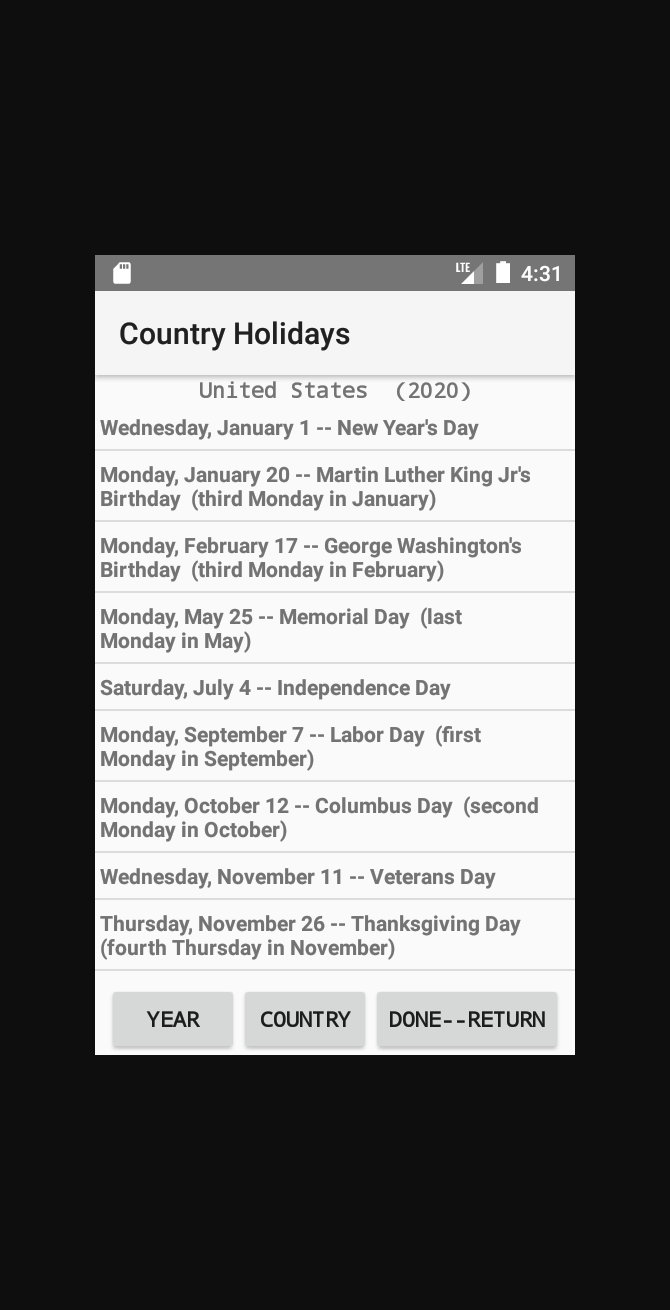 LTE 4:31
Country Holidays
United States  (2020)
Wednesday, January 1 -- New Year's Day
Monday, January 20 -- Martin Luther King Jr's
Birthday  (third Monday in January)
Monday, February 17 -- George Washington's
Birthday  (third Monday in February)
Monday, May 25 -- Memorial Day  (last
Monday in May)
Saturday, July 4 -- Independence Day
Monday, September 7 -- Labor Day  (first
Monday in September)
Monday, October 12 -- Columbus Day  (second
Monday in October)
Wednesday, November 11 -- Veterans Day
Thursday, November 26 -- Thanksgiving Day
(fourth Thursday in November)
YEAR COUNTRY DONE--RETURN